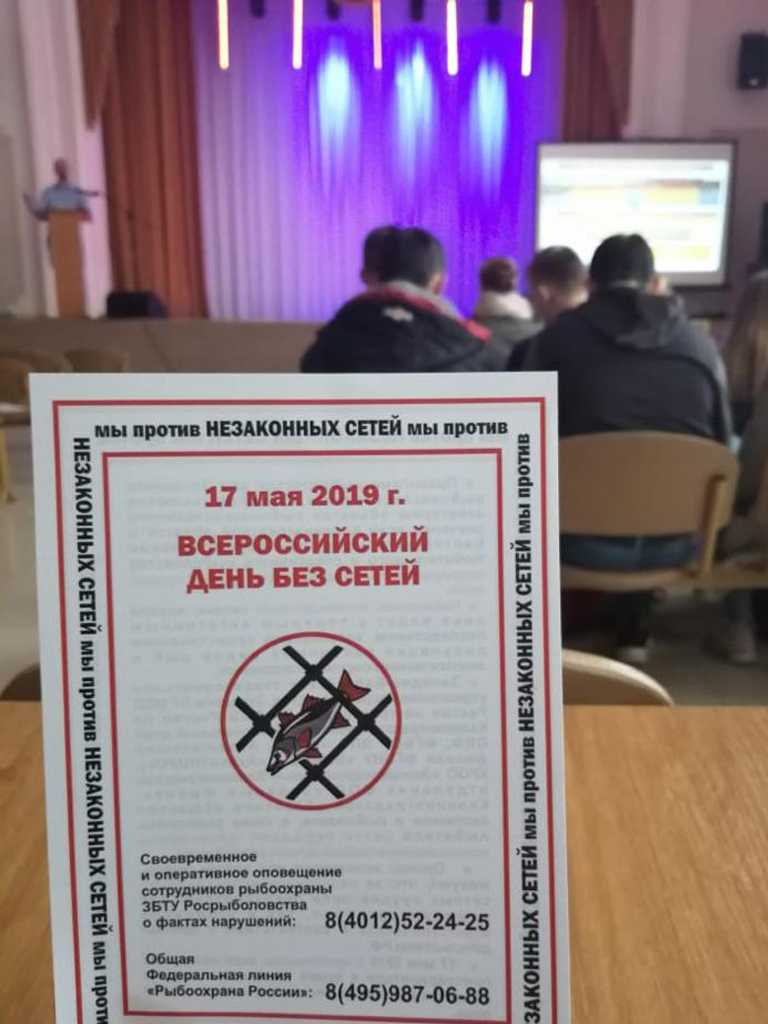 мы против НЕЗАКОННЫХ СЕТЕЙ мы против
НЕЗАКОННЫХ СЕТЕЙ мы против НЕЗАКОННЫХ СЕТЕЙ мы против
17 мая 2019 г.
ВСЕРОССИЙСКИЙ
ДЕНЬ БЕЗ СЕТЕЙ
Своевременное
и оперативное оповещение
сотрудников рыбоохраны
ЗБТУ Росрыболовства
о фактах нарушений: 8(4012)52-24-25
Общая
Федеральная линия
«Рыбоохрана России»: 8(495)987-06-88
ЗАКОННЫХ СЕТЕЙ мы против НЕЗАКОННЫХ СЕТЕЙ мы против